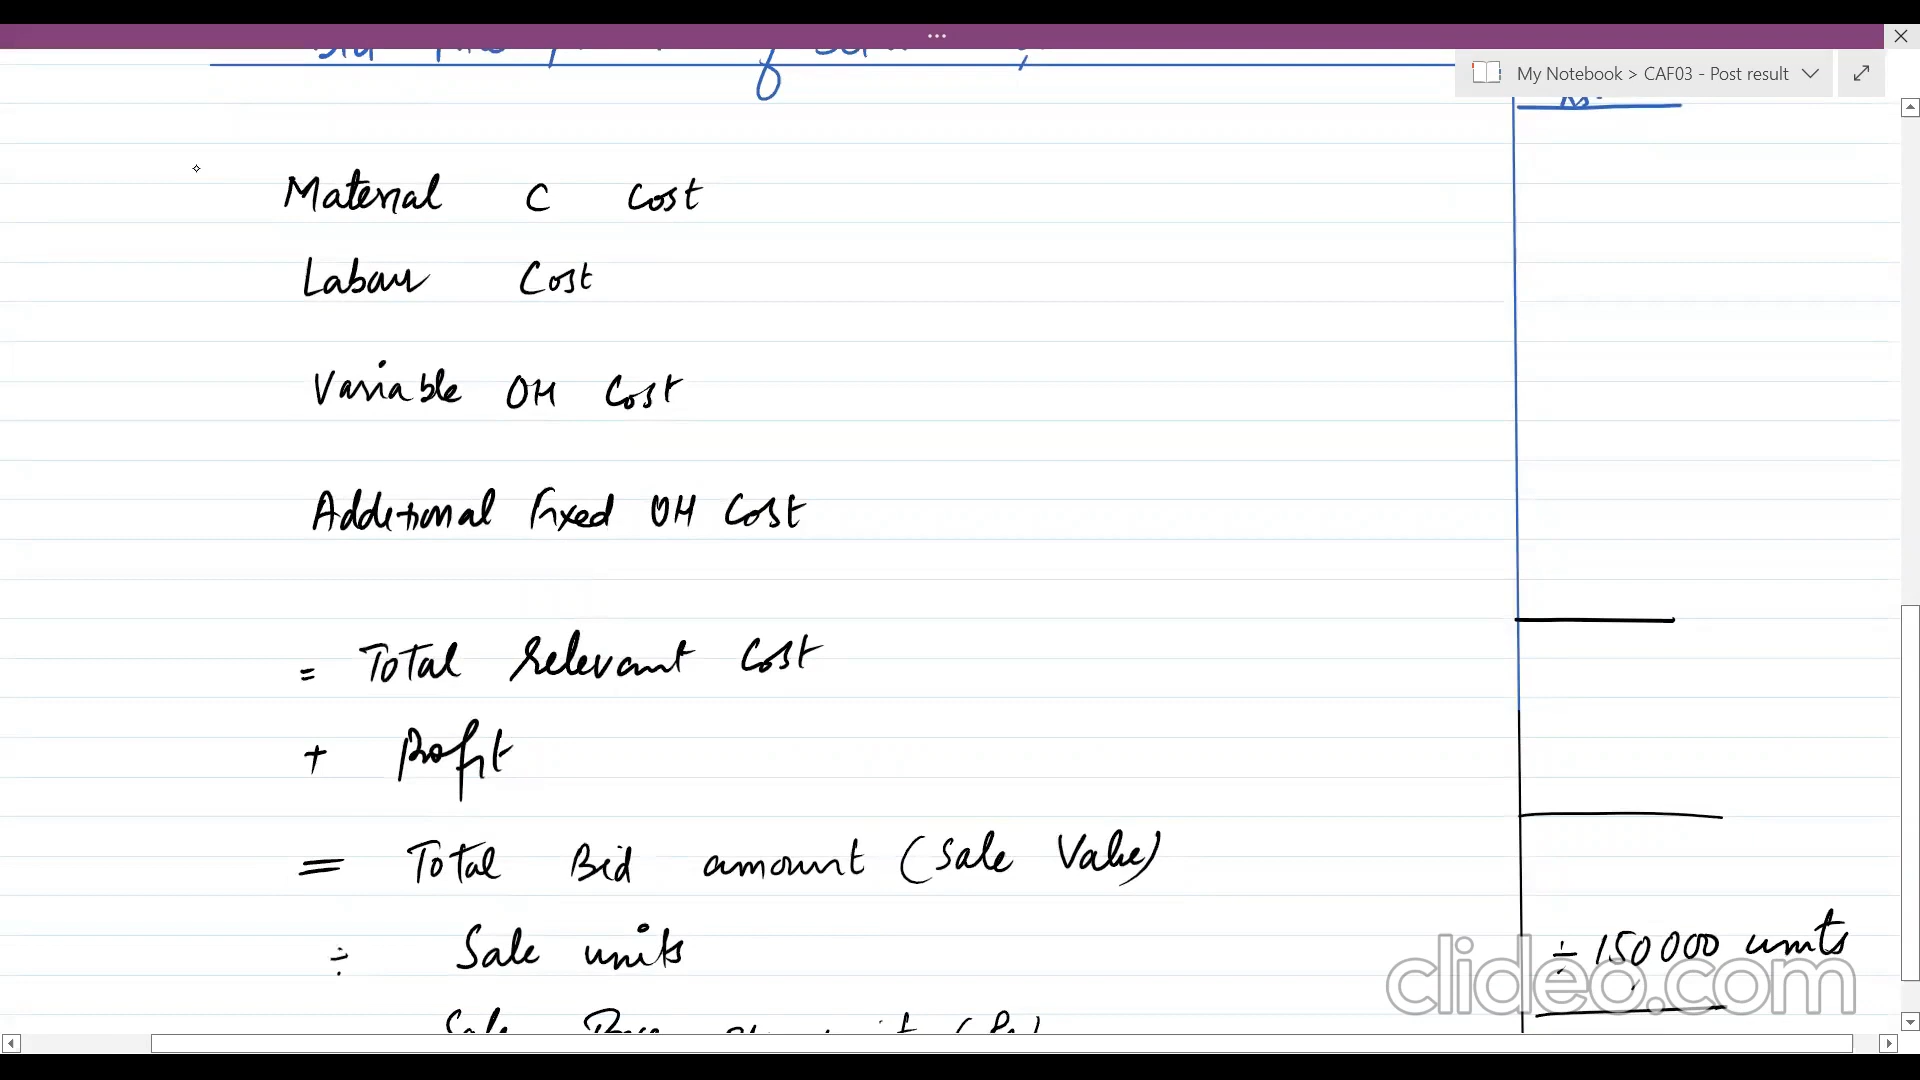 My Notebook > CAF03 - Post result
Material C Cost
Labour Cost
Variable OH Cost
Additional Fixed OH Cost
= Total relevant Cost
+ Profit
= Total Bid amount (Sale Value)
÷ Sale units ÷ 150000 units
clideo.com